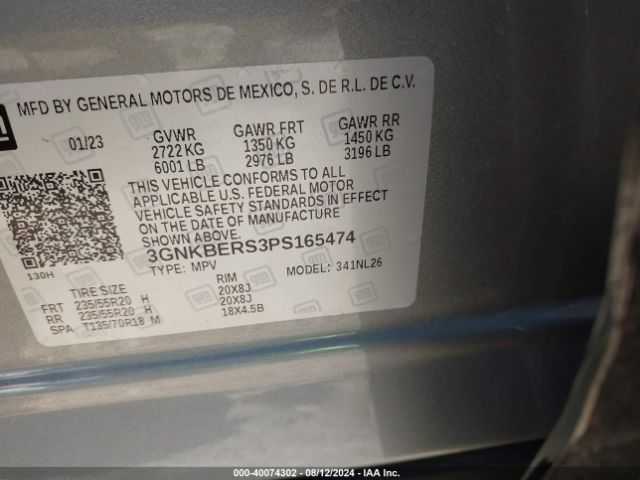 gm
MFD BY GENERAL MOTORS DE MEXICO, S. DE R.L. DE C.V.
01/23 GVWR GAWR FRT GAWR RR
2722 KG 1350 KG 1450 KG
6001 LB 2976 LB 3196 LB
THIS VEHICLE CONFORMS TO ALL
APPLICABLE U.S. FEDERAL MOTOR
VEHICLE SAFETY STANDARDS IN EFFECT
ON THE DATE OF MANUFACTURE
SHOWN ABOVE.
3GNKBERS3PS165474
TYPE: MPV MODEL: 341NL26
130H
TIRE SIZE RIM
FRT 235/55R20 H 20X8J
RR 235/55R20 H 20X8J
SPA T135/70R18 M 18X4.5B
000-40074302 - 08/12/2024 - IAA Inc.